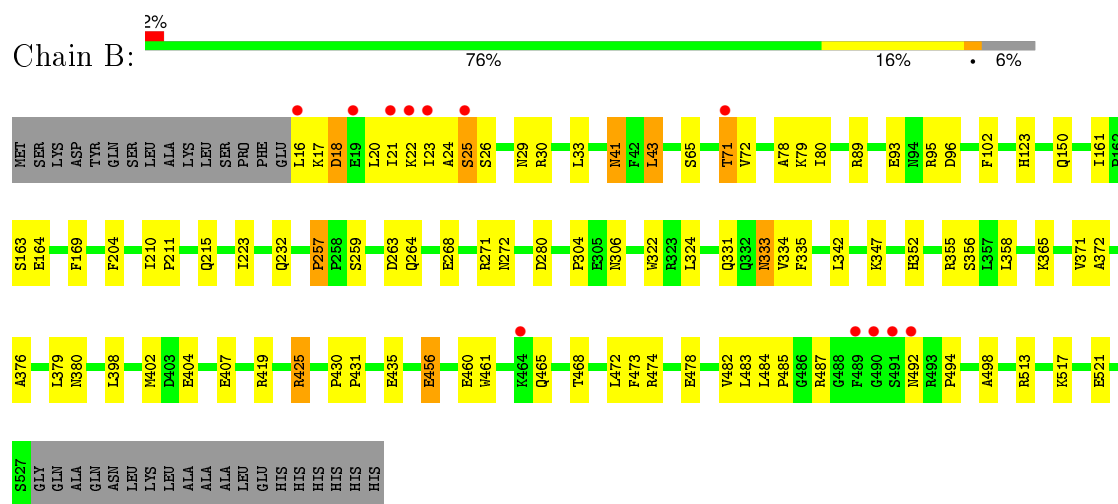 2%
Chain B:
76% 16% • 6%
MET SER LYS ASP TYR GLN SER LEU ALA LYS LEU SER PRO PHE GLU L16 K17 D18 E19 L20 I21 K22 I23 A24 S25 S26 N29 R30 L33 N41 F42 L43 S65 T71 V72 A78 K79 I80 R89 E93 N94 R95 D96 F102 H123 Q150 I161
S163 E164 F169 F204 I210 P211 Q215 I223 Q232 P257 P258 S259 D263 Q264 E268 R271 N272 D280 P304 E305 N306 W322 R323 L324 Q331 Q332 N333 V334 F335 L342 K347 H352 R355 S356 L357 L358 K365 V371 A372
A376 L379 N380 L398 M402 D403 E404 E407 R419 R425 P430 P431 E435 E456 E460 W461 K464 Q465 T468 L472 F473 R474 E478 V482 L483 L484 P485 G486 R487 G488 F489 G490 S491 N492 R493 P494 A498 R513 K517 E521
S527 GLY GLN ALA GLN ASN LEU LYS LEU ALA ALA ALA LEU GLU HIS HIS HIS HIS HIS HIS